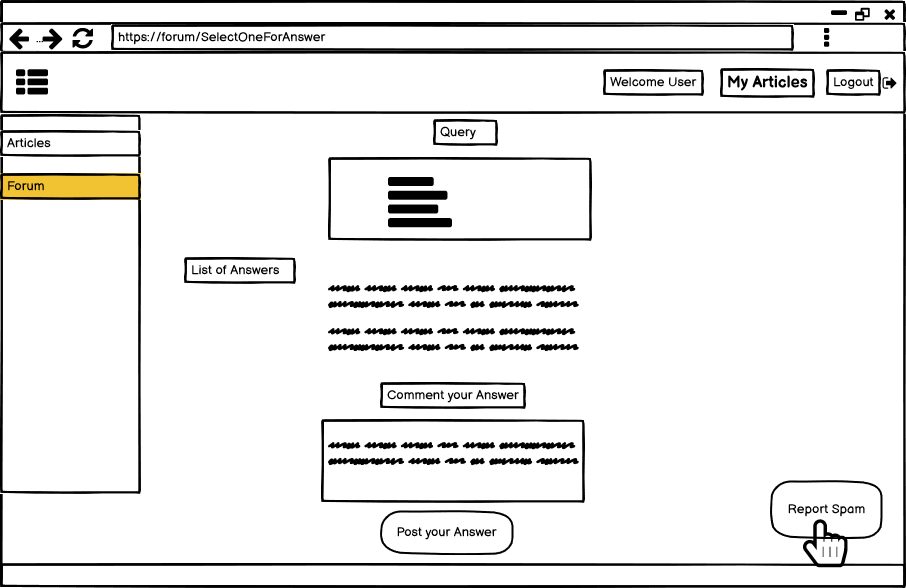 https://forum/SelectOneForAnswer
Welcome User
My Articles
Logout
Articles
Forum
Query
List of Answers
Comment your Answer
Post your Answer
Report Spam